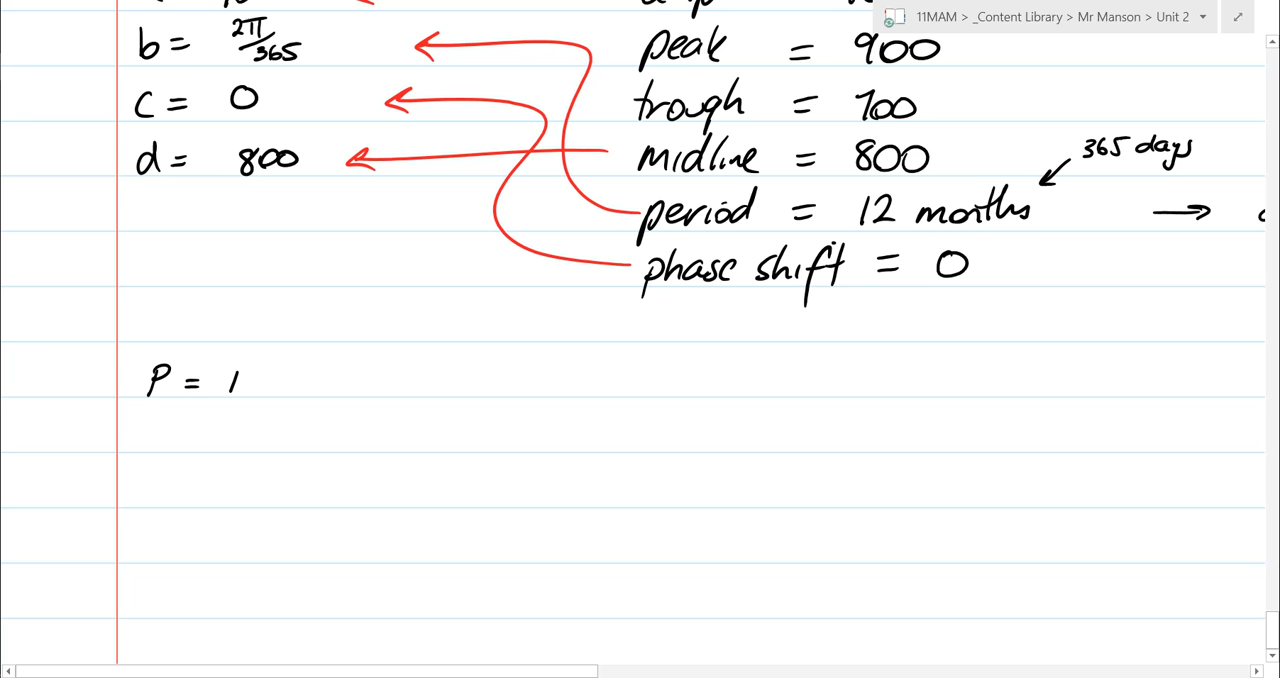 11MAM > _Content Library > Mr Manson > Unit 2
b = 2π/365
peak = 900
c = 0
trough = 700
d = 800
midline = 800
365 days
period = 12 months →
phase shift = 0
P = 1